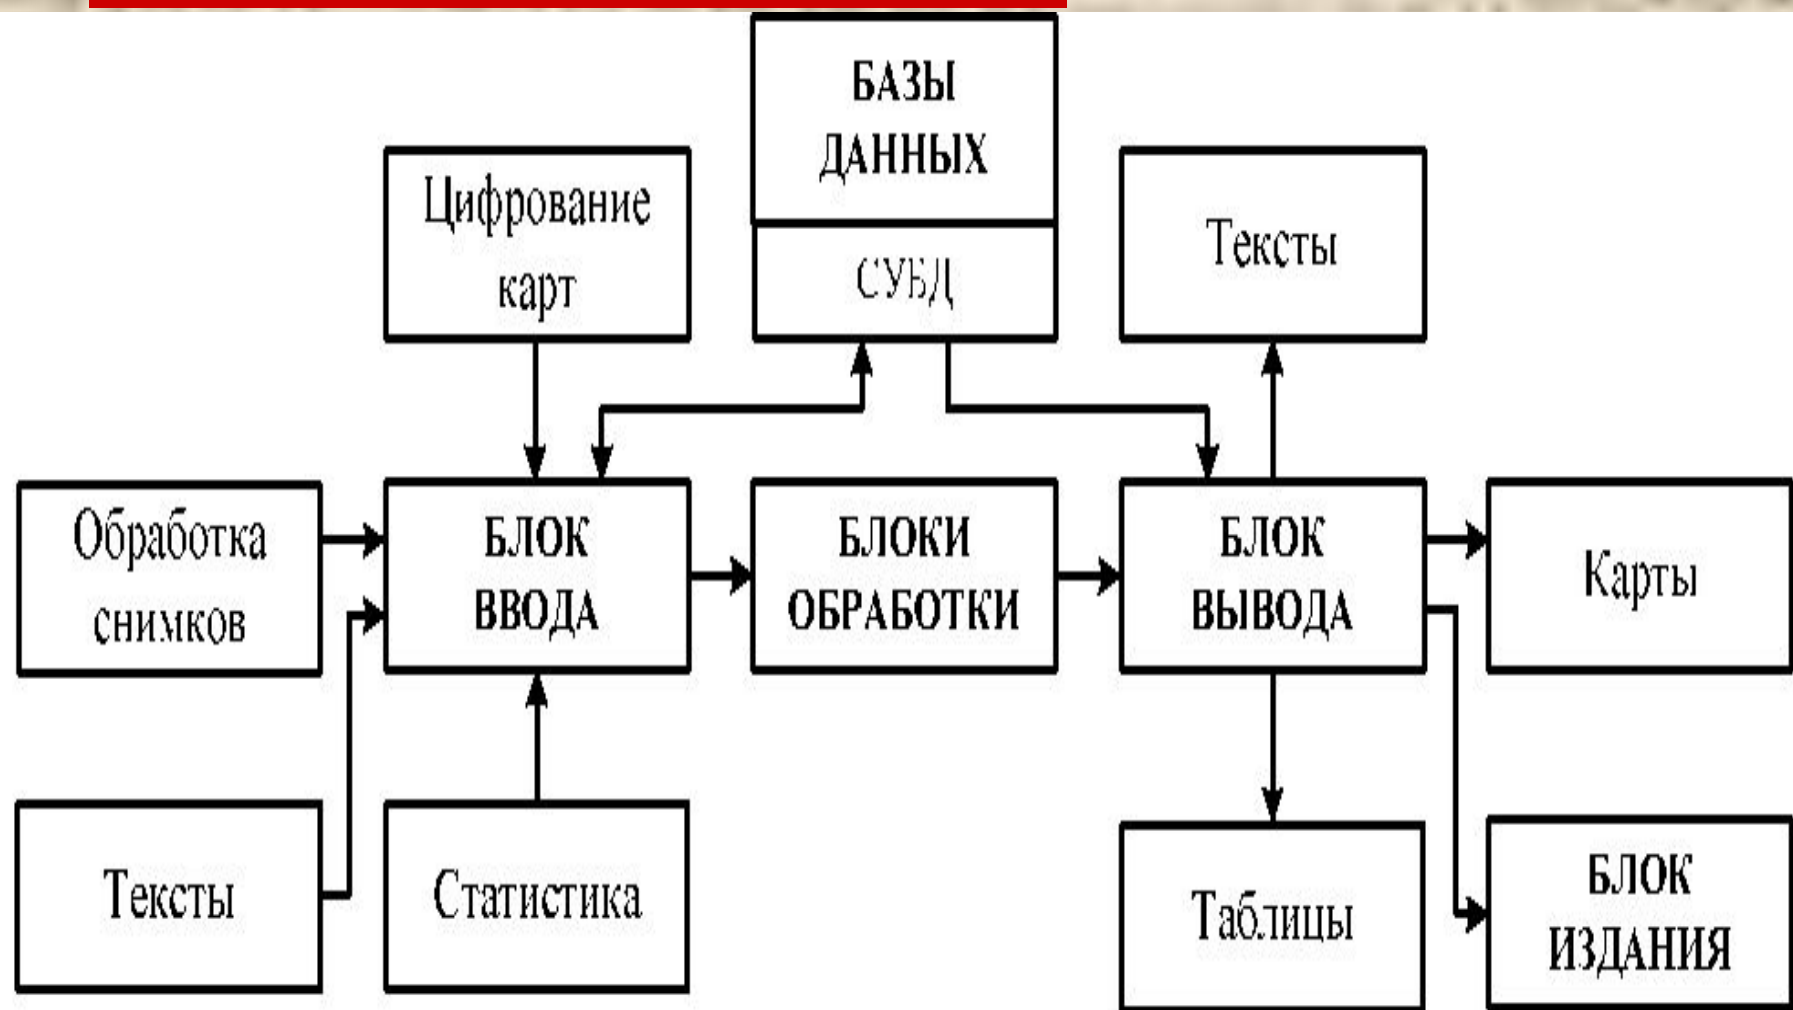 БАЗЫ
ДАННЫХ
СУБД
Цифрование
карт
Тексты
Обработка
снимков
БЛОК
ВВОДА
БЛОКИ
ОБРАБОТКИ
БЛОК
ВЫВОДА
Карты
Тексты
Статистика
Таблицы
БЛОК
ИЗДАНИЯ